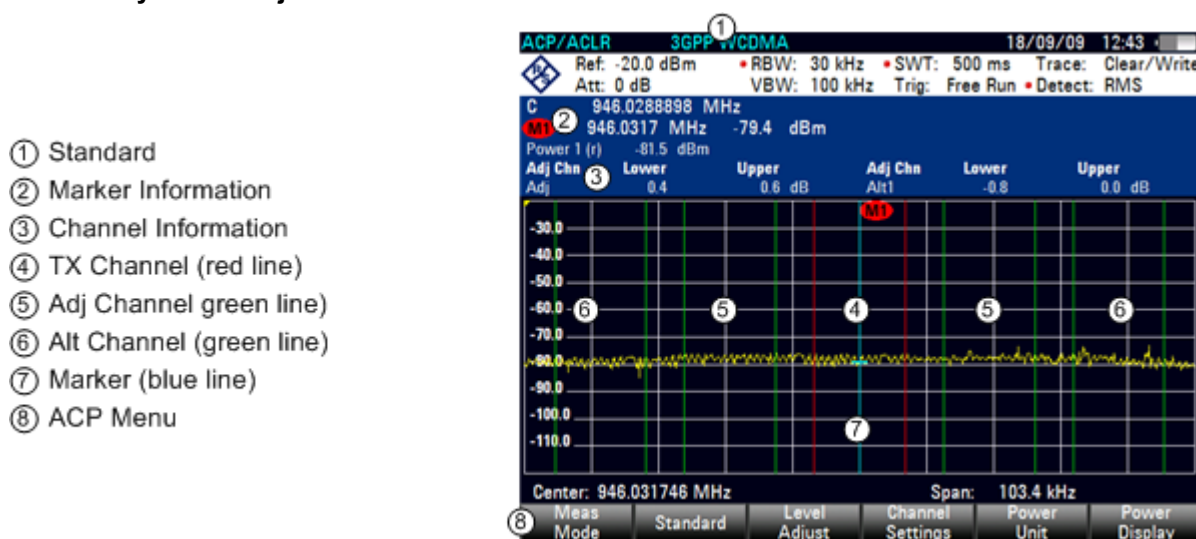 ① Standard
② Marker Information
③ Channel Information
④ TX Channel (red line)
⑤ Adj Channel green line)
⑥ Alt Channel (green line)
⑦ Marker (blue line)
⑧ ACP Menu
①
ACP/ACLR 3GPP WCDMA 18/09/09 12:43
Ref: -20.0 dBm • RBW: 30 kHz • SWT: 500 ms Trace: Clear/Write
Att: 0 dB VBW: 100 kHz Trig: Free Run • Detect: RMS
C 946.0288898 MHz
M1 ② 946.0317 MHz -79.4 dBm
Power 1 (r) -81.5 dBm
Adj Chn ③ Lower Upper Adj Chn Lower Upper
Adj 0.4 0.6 dB Alt1 -0.8 0.0 dB
M1
-30.0
-40.0
-50.0
-60.0 ⑥ ⑤ ④ ⑤ ⑥
-70.0
-80.0
-90.0
-100.0
⑦
-110.0
Center: 946.031746 MHz Span: 103.4 kHz
⑧ Meas Mode Standard Level Adjust Channel Settings Power Unit Power Display